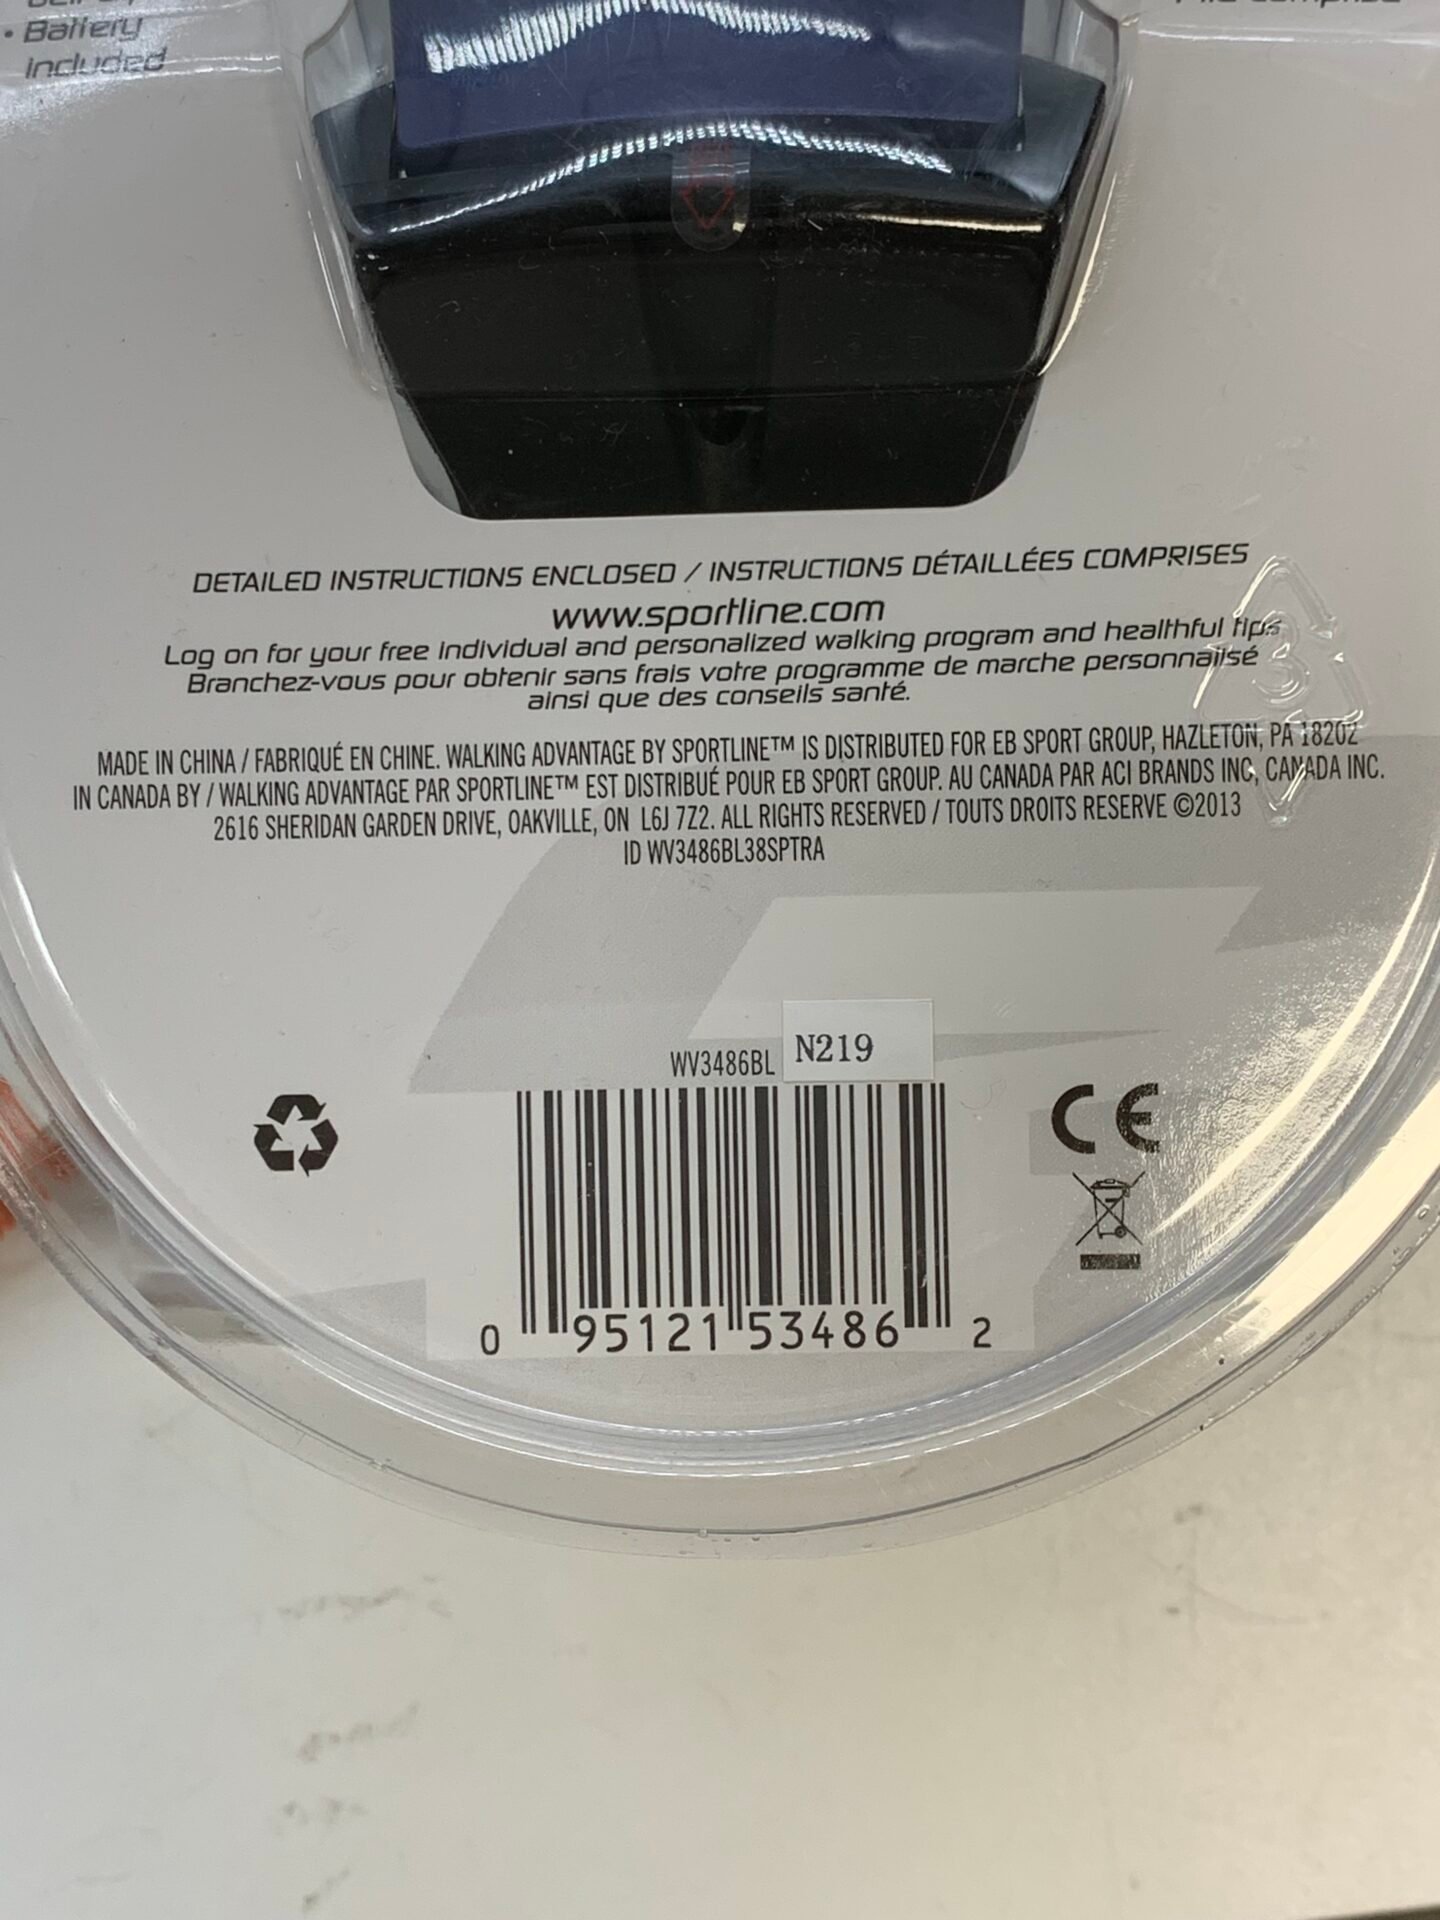 • Battery
included
DETAILED INSTRUCTIONS ENCLOSED / INSTRUCTIONS DÉTAILLÉES COMPRISES
www.sportline.com
Log on for your free individual and personalized walking program and healthful tips
Branchez-vous pour obtenir sans frais votre programme de marche personnalisé
ainsi que des conseils santé.
3
MADE IN CHINA / FABRIQUÉ EN CHINE. WALKING ADVANTAGE BY SPORTLINE™ IS DISTRIBUTED FOR EB SPORT GROUP, HAZLETON, PA 18202
IN CANADA BY / WALKING ADVANTAGE PAR SPORTLINE™ EST DISTRIBUÉ POUR EB SPORT GROUP. AU CANADA PAR ACI BRANDS INC, CANADA INC.
2616 SHERIDAN GARDEN DRIVE, OAKVILLE, ON L6J 7Z2. ALL RIGHTS RESERVED / TOUTS DROITS RESERVE ©2013
ID WV3486BL38SPTRA
WV3486BL N219
CE
0 95121 53486 2